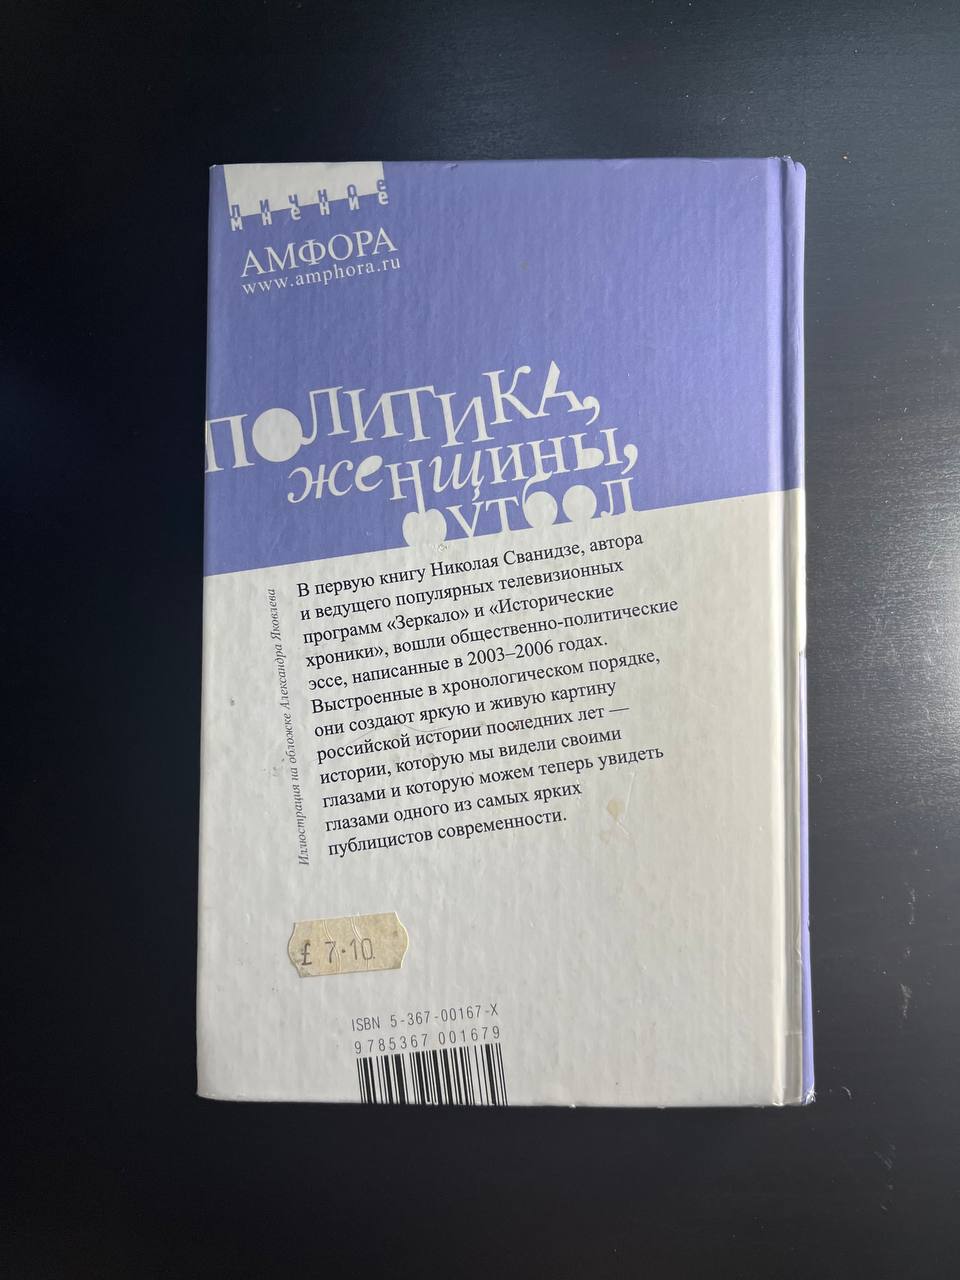 личное
мнение
АМФОРА
www.amphora.ru
ПОЛИТИКА,
женщины,
футбол
В первую книгу Николая Сванидзе, автора
и ведущего популярных телевизионных
программ «Зеркало» и «Исторические
хроники», вошли общественно-политические
эссе, написанные в 2003–2006 годах.
Выстроенные в хронологическом порядке,
они создают яркую и живую картину
российской истории последних лет —
истории, которую мы видели своими
глазами и которую можем теперь увидеть
глазами одного из самых ярких
публицистов современности.
Иллюстрация на обложке Александра Яковлева
£ 7·10
ISBN 5-367-00167-X
9 785367 001679